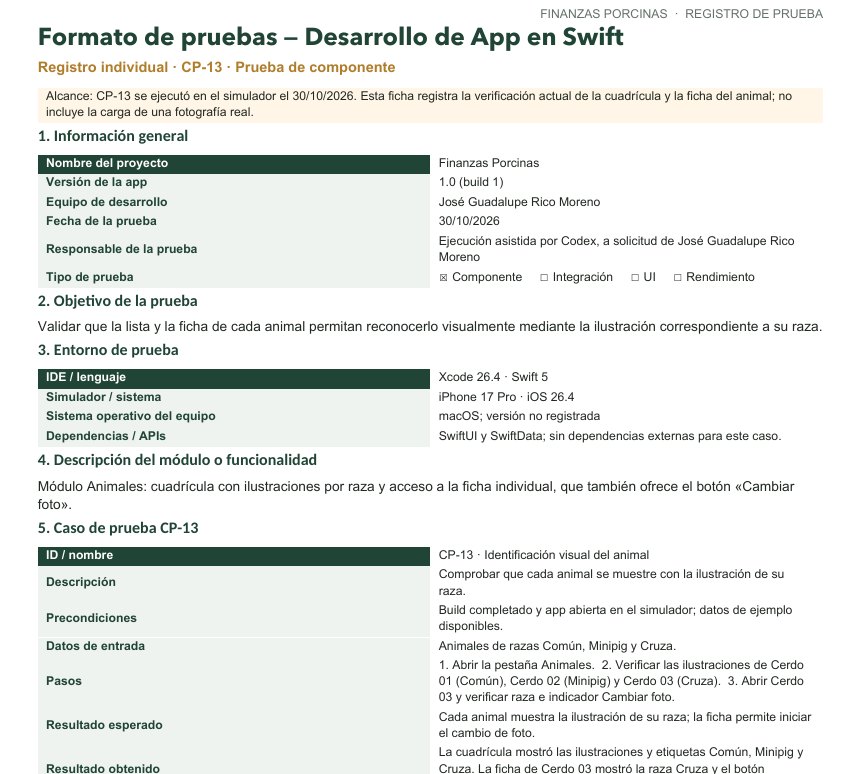 FINANZAS PORCINAS · REGISTRO DE PRUEBA
Formato de pruebas — Desarrollo de App en Swift
Registro individual · CP-13 · Prueba de componente
Alcance: CP-13 se ejecutó en el simulador el 30/10/2026. Esta ficha registra la verificación actual de la cuadrícula y la ficha del animal; no
incluye la carga de una fotografía real.
1. Información general
Nombre del proyecto Finanzas Porcinas
Versión de la app 1.0 (build 1)
Equipo de desarrollo José Guadalupe Rico Moreno
Fecha de la prueba 30/10/2026
Responsable de la prueba Ejecución asistida por Codex, a solicitud de José Guadalupe Rico
Moreno
Tipo de prueba ☒ Componente ☐ Integración ☐ UI ☐ Rendimiento
2. Objetivo de la prueba
Validar que la lista y la ficha de cada animal permitan reconocerlo visualmente mediante la ilustración correspondiente a su raza.
3. Entorno de prueba
IDE / lenguaje Xcode 26.4 · Swift 5
Simulador / sistema iPhone 17 Pro · iOS 26.4
Sistema operativo del equipo macOS; versión no registrada
Dependencias / APIs SwiftUI y SwiftData; sin dependencias externas para este caso.
4. Descripción del módulo o funcionalidad
Módulo Animales: cuadrícula con ilustraciones por raza y acceso a la ficha individual, que también ofrece el botón «Cambiar
foto».
5. Caso de prueba CP-13
ID / nombre CP-13 · Identificación visual del animal
Descripción Comprobar que cada animal se muestre con la ilustración de su
raza.
Precondiciones Build completado y app abierta en el simulador; datos de ejemplo
disponibles.
Datos de entrada Animales de razas Común, Minipig y Cruza.
Pasos 1. Abrir la pestaña Animales. 2. Verificar las ilustraciones de Cerdo
01 (Común), Cerdo 02 (Minipig) y Cerdo 03 (Cruza). 3. Abrir Cerdo
03 y verificar raza e indicador Cambiar foto.
Resultado esperado Cada animal muestra la ilustración de su raza; la ficha permite iniciar
el cambio de foto.
Resultado obtenido La cuadrícula mostró las ilustraciones y etiquetas Común, Minipig y
Cruza. La ficha de Cerdo 03 mostró la raza Cruza y el botón